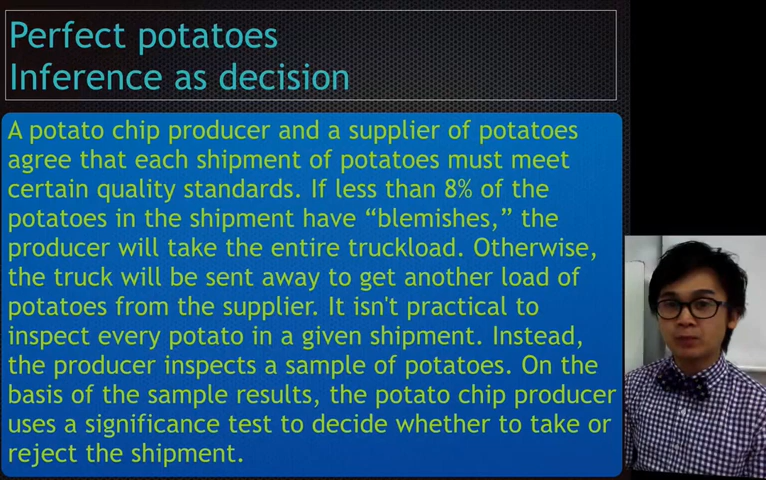 Perfect potatoes
Inference as decision
A potato chip producer and a supplier of potatoes
agree that each shipment of potatoes must meet
certain quality standards. If less than 8% of the
potatoes in the shipment have “blemishes,” the
producer will take the entire truckload. Otherwise,
the truck will be sent away to get another load of
potatoes from the supplier. It isn't practical to
inspect every potato in a given shipment. Instead,
the producer inspects a sample of potatoes. On the
basis of the sample results, the potato chip producer
uses a significance test to decide whether to take or
reject the shipment.